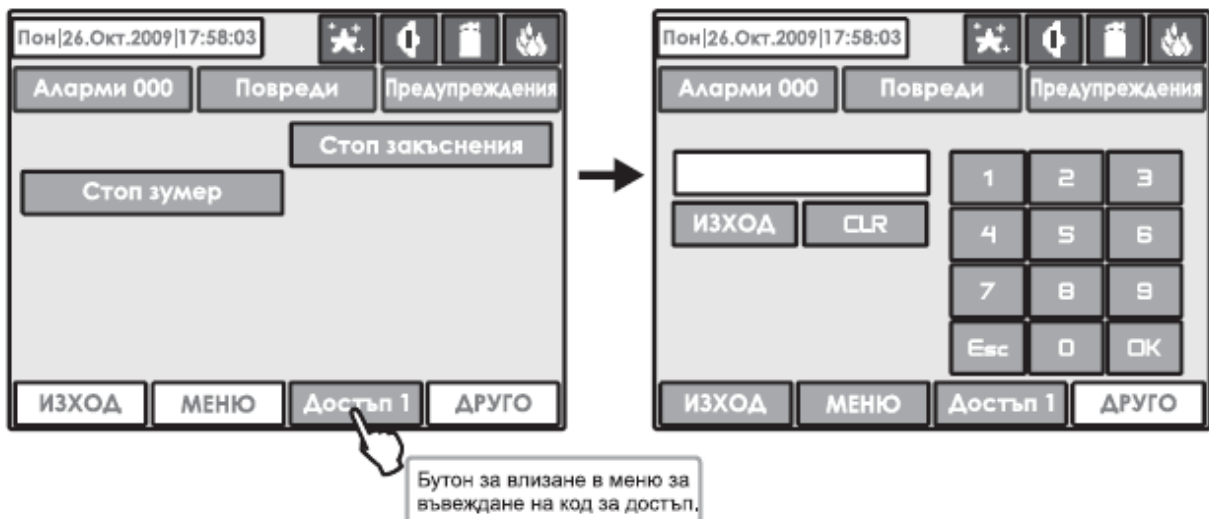 Пон|26.Окт.2009|17:58:03
Аларми 000 Повреди Предупреждения
Стоп закъснения
Стоп зумер
ИЗХОД МЕНЮ Достъп 1 ДРУГО
Бутон за влизане в меню за
въвеждане на код за достъп.
Пон|26.Окт.2009|17:58:03
Аларми 000 Повреди Предупреждения
1 2 3
ИЗХОД CLR 4 5 6
7 8 9
Esc 0 OK
ИЗХОД МЕНЮ Достъп 1 ДРУГО